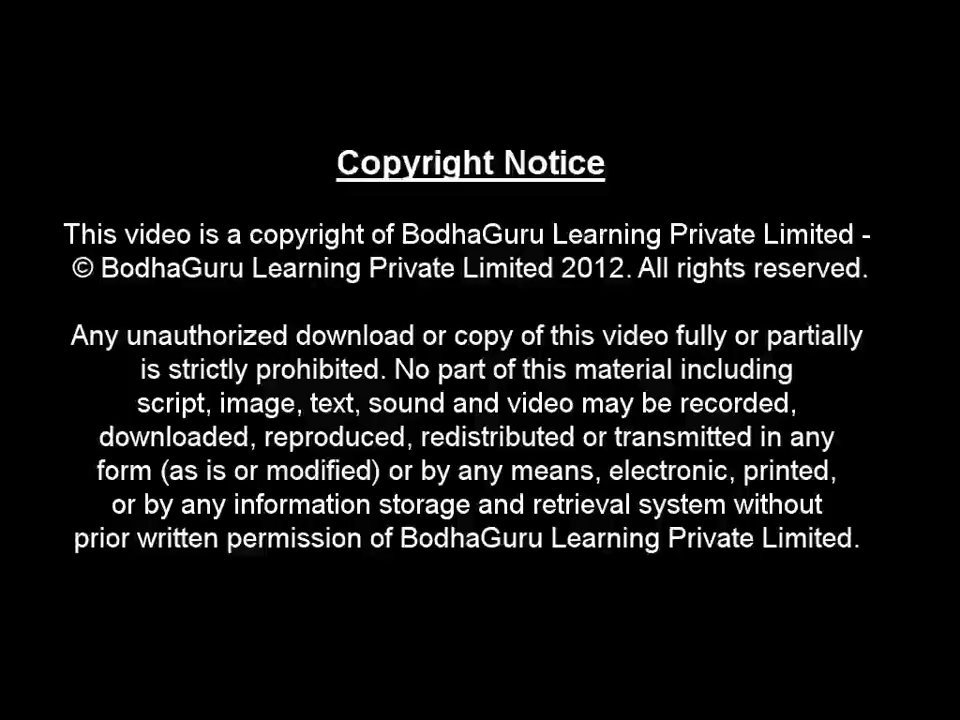 Copyright Notice
This video is a copyright of BodhaGuru Learning Private Limited -
© BodhaGuru Learning Private Limited 2012. All rights reserved.
Any unauthorized download or copy of this video fully or partially
is strictly prohibited. No part of this material including
script, image, text, sound and video may be recorded,
downloaded, reproduced, redistributed or transmitted in any
form (as is or modified) or by any means, electronic, printed,
or by any information storage and retrieval system without
prior written permission of BodhaGuru Learning Private Limited.